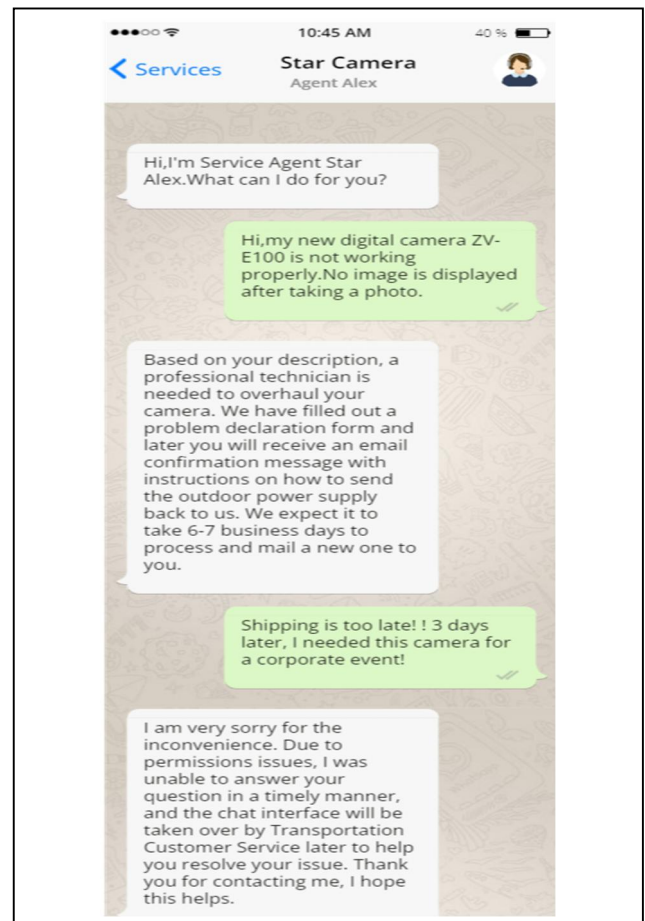 10:45 AM
40 %
Services
Star Camera
Agent Alex
Hi,I'm Service Agent Star
Alex.What can I do for you?
Hi,my new digital camera ZV-
E100 is not working
properly.No image is displayed
after taking a photo.
Based on your description, a
professional technician is
needed to overhaul your
camera. We have filled out a
problem declaration form and
later you will receive an email
confirmation message with
instructions on how to send
the outdoor power supply
back to us. We expect it to
take 6-7 business days to
process and mail a new one to
you.
Shipping is too late! ! 3 days
later, I needed this camera for
a corporate event!
I am very sorry for the
inconvenience. Due to
permissions issues, I was
unable to answer your
question in a timely manner,
and the chat interface will be
taken over by Transportation
Customer Service later to help
you resolve your issue. Thank
you for contacting me, I hope
this helps.